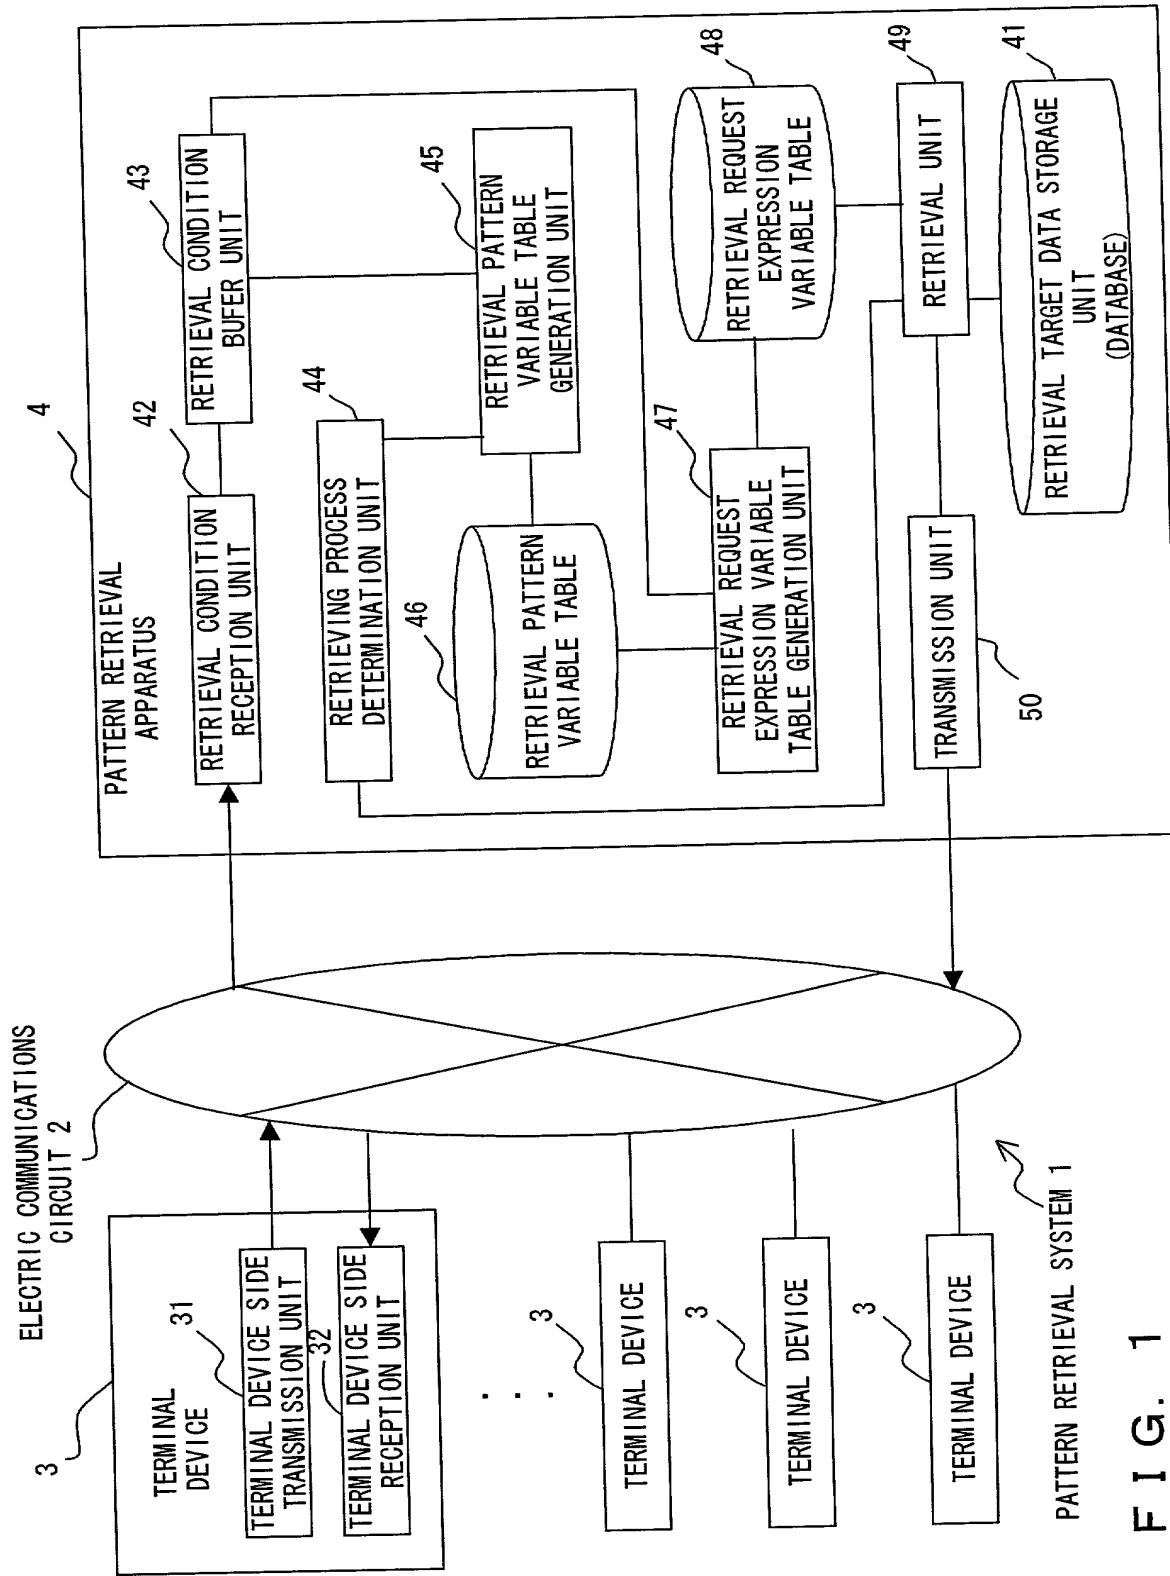 PATTERN RETRIEVAL
APPARATUS
4
RETRIEVAL CONDITION
RECEPTION UNIT
42
RETRIEVAL CONDITION
BUFER UNIT
43
RETRIEVING PROCESS
DETERMINATION UNIT
44
RETRIEVAL PATTERN
VARIABLE TABLE
GENERATION UNIT
45
RETRIEVAL PATTERN
VARIABLE TABLE
46
RETRIEVAL REQUEST
EXPRESSION VARIABLE
TABLE GENERATION UNIT
47
RETRIEVAL REQUEST
EXPRESSION
VARIABLE TABLE
48
RETRIEVAL UNIT
49
TRANSMISSION UNIT
50
RETRIEVAL TARGET DATA STORAGE
UNIT
(DATABASE)
41
ELECTRIC COMMUNICATIONS
CIRCUIT 2
3
TERMINAL
DEVICE
31
TERMINAL DEVICE SIDE
TRANSMISSION UNIT
32
TERMINAL DEVICE SIDE
RECEPTION UNIT
. . .
3
TERMINAL DEVICE
3
TERMINAL DEVICE
3
TERMINAL DEVICE
PATTERN RETRIEVAL SYSTEM 1
FIG. 1